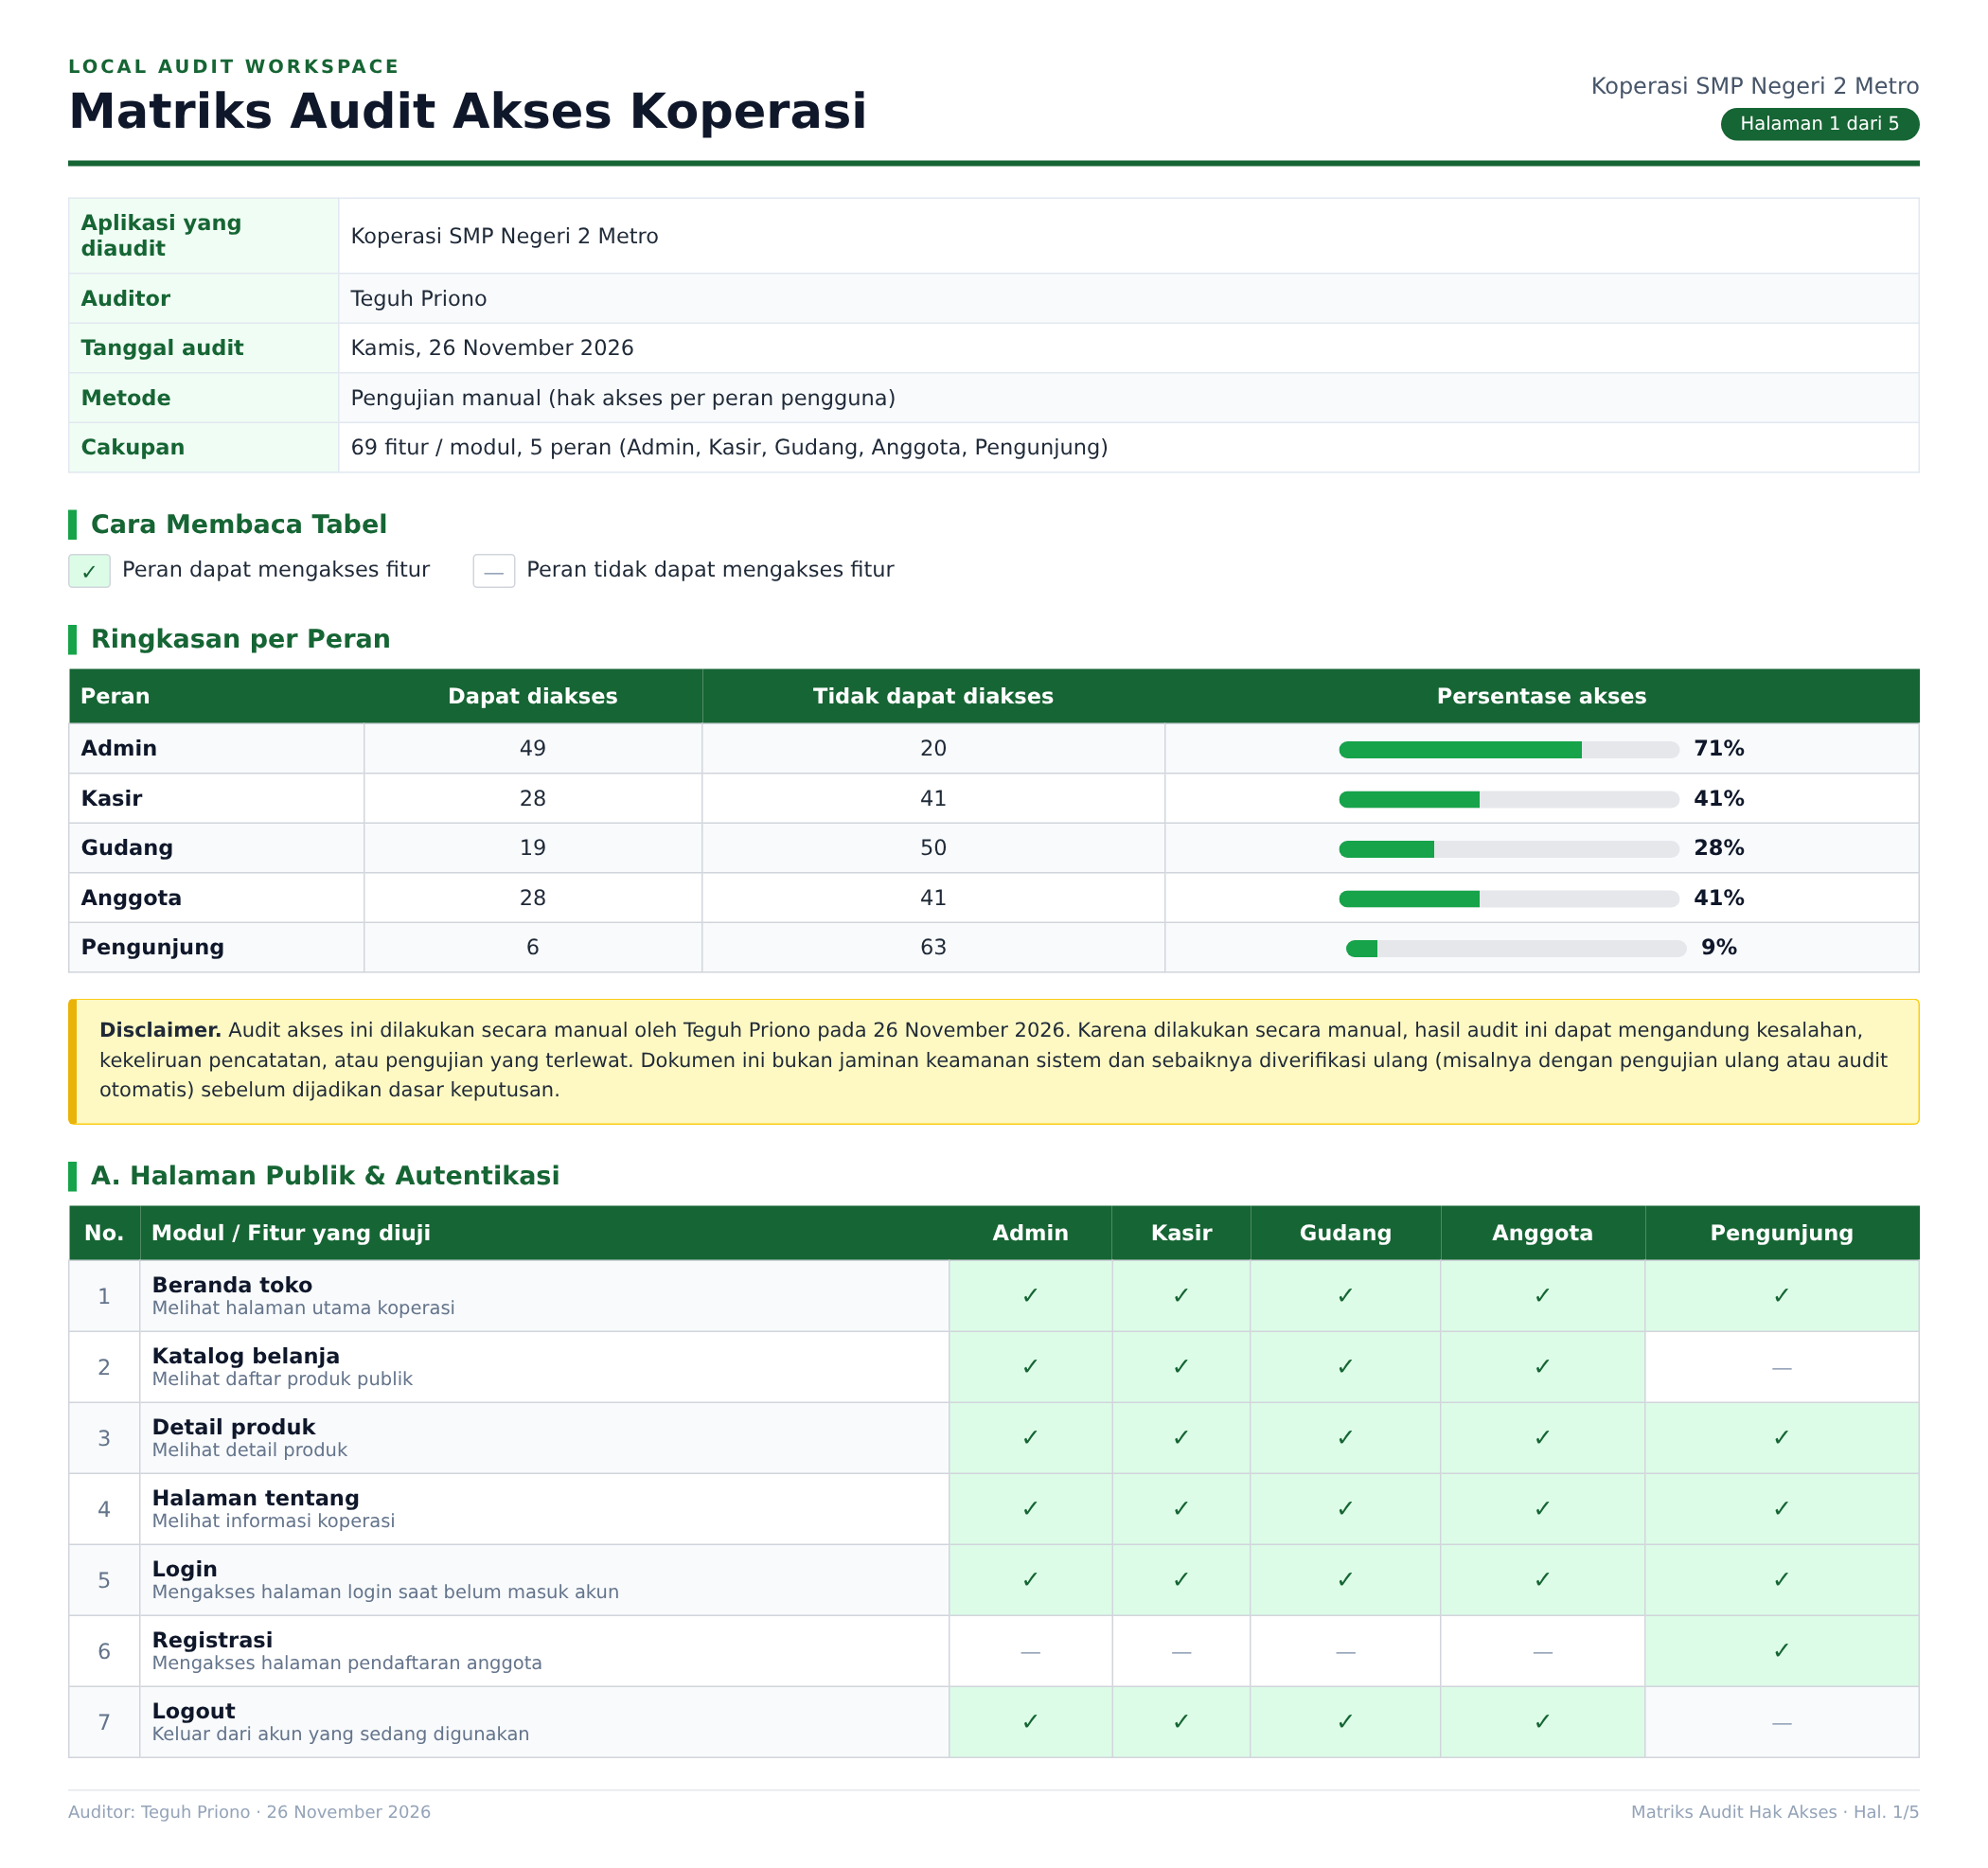 LOCAL AUDIT WORKSPACE
Matriks Audit Akses Koperasi
Koperasi SMP Negeri 2 Metro
Halaman 1 dari 5
Aplikasi yang
diaudit
Koperasi SMP Negeri 2 Metro
Auditor Teguh Priono
Tanggal audit Kamis, 26 November 2026
Metode Pengujian manual (hak akses per peran pengguna)
Cakupan 69 fitur / modul, 5 peran (Admin, Kasir, Gudang, Anggota, Pengunjung)
Cara Membaca Tabel
✓ Peran dapat mengakses fitur — Peran tidak dapat mengakses fitur
Ringkasan per Peran
Peran Dapat diakses Tidak dapat diakses Persentase akses
Admin 49 20 71%
Kasir 28 41 41%
Gudang 19 50 28%
Anggota 28 41 41%
Pengunjung 6 63 9%
Disclaimer. Audit akses ini dilakukan secara manual oleh Teguh Priono pada 26 November 2026. Karena dilakukan secara manual, hasil audit ini dapat mengandung kesalahan,
kekeliruan pencatatan, atau pengujian yang terlewat. Dokumen ini bukan jaminan keamanan sistem dan sebaiknya diverifikasi ulang (misalnya dengan pengujian ulang atau audit
otomatis) sebelum dijadikan dasar keputusan.
A. Halaman Publik & Autentikasi
No. Modul / Fitur yang diuji Admin Kasir Gudang Anggota Pengunjung
1 Beranda toko ✓ ✓ ✓ ✓ ✓
Melihat halaman utama koperasi
2 Katalog belanja ✓ ✓ ✓ ✓ —
Melihat daftar produk publik
3 Detail produk ✓ ✓ ✓ ✓ ✓
Melihat detail produk
4 Halaman tentang ✓ ✓ ✓ ✓ ✓
Melihat informasi koperasi
5 Login ✓ ✓ ✓ ✓ ✓
Mengakses halaman login saat belum masuk akun
6 Registrasi — — — — ✓
Mengakses halaman pendaftaran anggota
7 Logout ✓ ✓ ✓ ✓ —
Keluar dari akun yang sedang digunakan
Auditor: Teguh Priono · 26 November 2026
Matriks Audit Hak Akses · Hal. 1/5